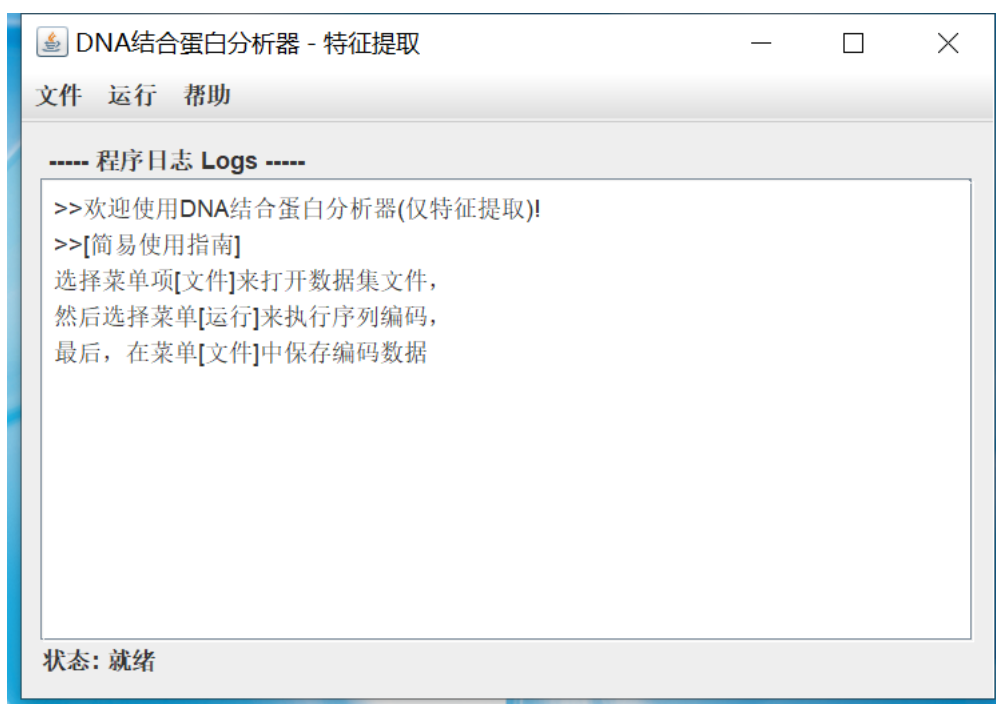 DNA结合蛋白分析器 - 特征提取
文件 运行 帮助
----- 程序日志 Logs -----
>>欢迎使用DNA结合蛋白分析器(仅特征提取)!
>>[简易使用指南]
选择菜单项[文件]来打开数据集文件，
然后选择菜单[运行]来执行序列编码，
最后，在菜单[文件]中保存编码数据
状态: 就绪